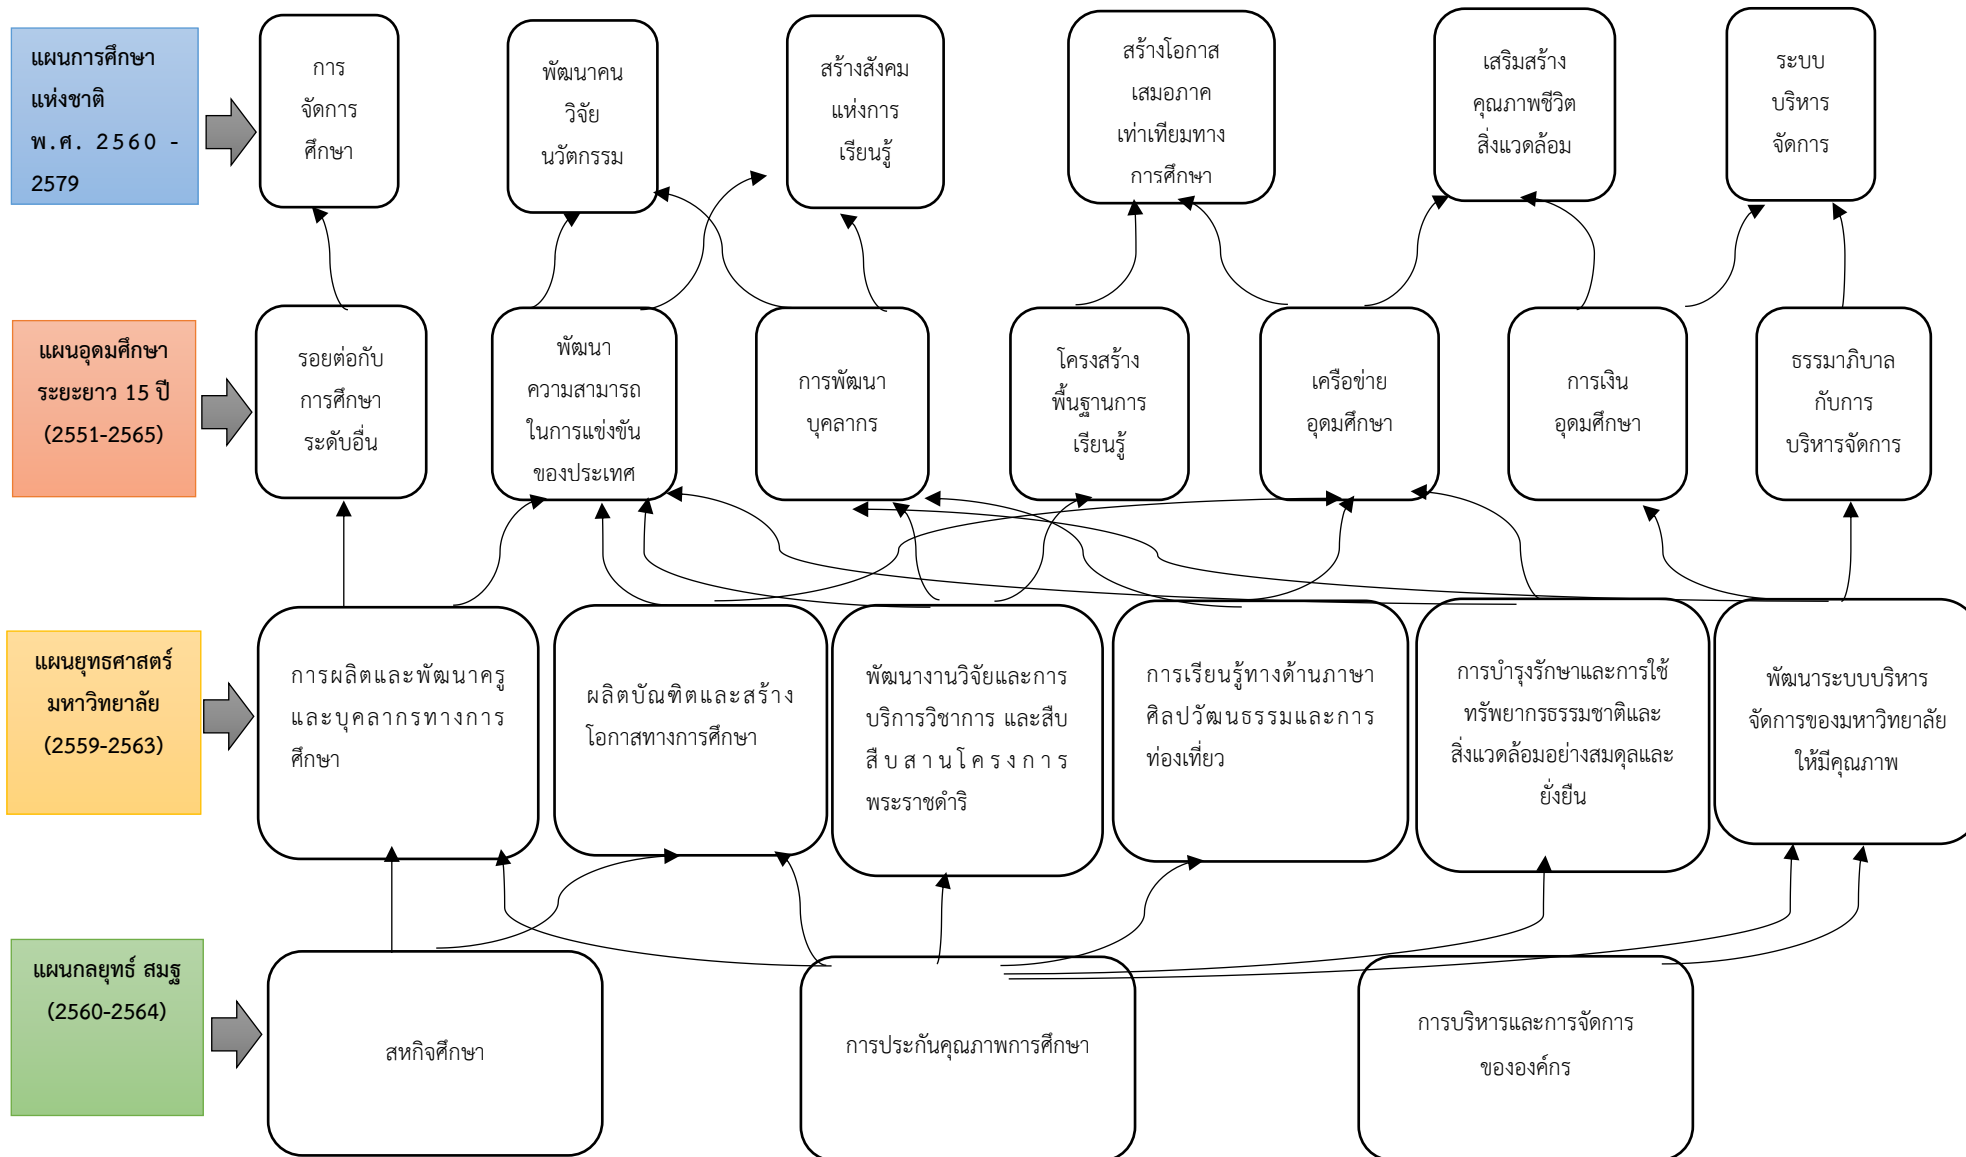 แผนการศึกษา
แห่งชาติ
พ.ศ. 2560 -
2579
การ
จัดการ
ศึกษา
พัฒนาคน
วิจัย
นวัตกรรม
สร้างสังคม
แห่งการ
เรียนรู้
สร้างโอกาส
เสมอภาค
เท่าเทียมทาง
การศึกษา
เสริมสร้าง
คุณภาพชีวิต
สิ่งแวดล้อม
ระบบ
บริหาร
จัดการ
แผนอุดมศึกษา
ระยะยาว 15 ปี
(2551-2565)
รอยต่อกับ
การศึกษา
ระดับอื่น
พัฒนา
ความสามารถ
ในการแข่งขัน
ของประเทศ
การพัฒนา
บุคลากร
โครงสร้าง
พื้นฐานการ
เรียนรู้
เครือข่าย
อุดมศึกษา
การเงิน
อุดมศึกษา
ธรรมาภิบาล
กับการ
บริหารจัดการ
แผนยุทธศาสตร์
มหาวิทยาลัย
(2559-2563)
การผลิตและพัฒนาครู
และบุคลากรทางการ
ศึกษา
ผลิตบัณฑิตและสร้าง
โอกาสทางการศึกษา
พัฒนางานวิจัยและการ
บริการวิชาการ และสืบ
สืบสานโครงการ
พระราชดำริ
การเรียนรู้ทางด้านภาษา
ศิลปวัฒนธรรมและการ
ท่องเที่ยว
การบำรุงรักษาและการใช้
ทรัพยากรธรรมชาติและ
สิ่งแวดล้อมอย่างสมดุลและ
ยั่งยืน
พัฒนาระบบบริหาร
จัดการของมหาวิทยาลัย
ให้มีคุณภาพ
แผนกลยุทธ์ สมฐ
(2560-2564)
สหกิจศึกษา
การประกันคุณภาพการศึกษา
การบริหารและการจัดการ
ขององค์กร